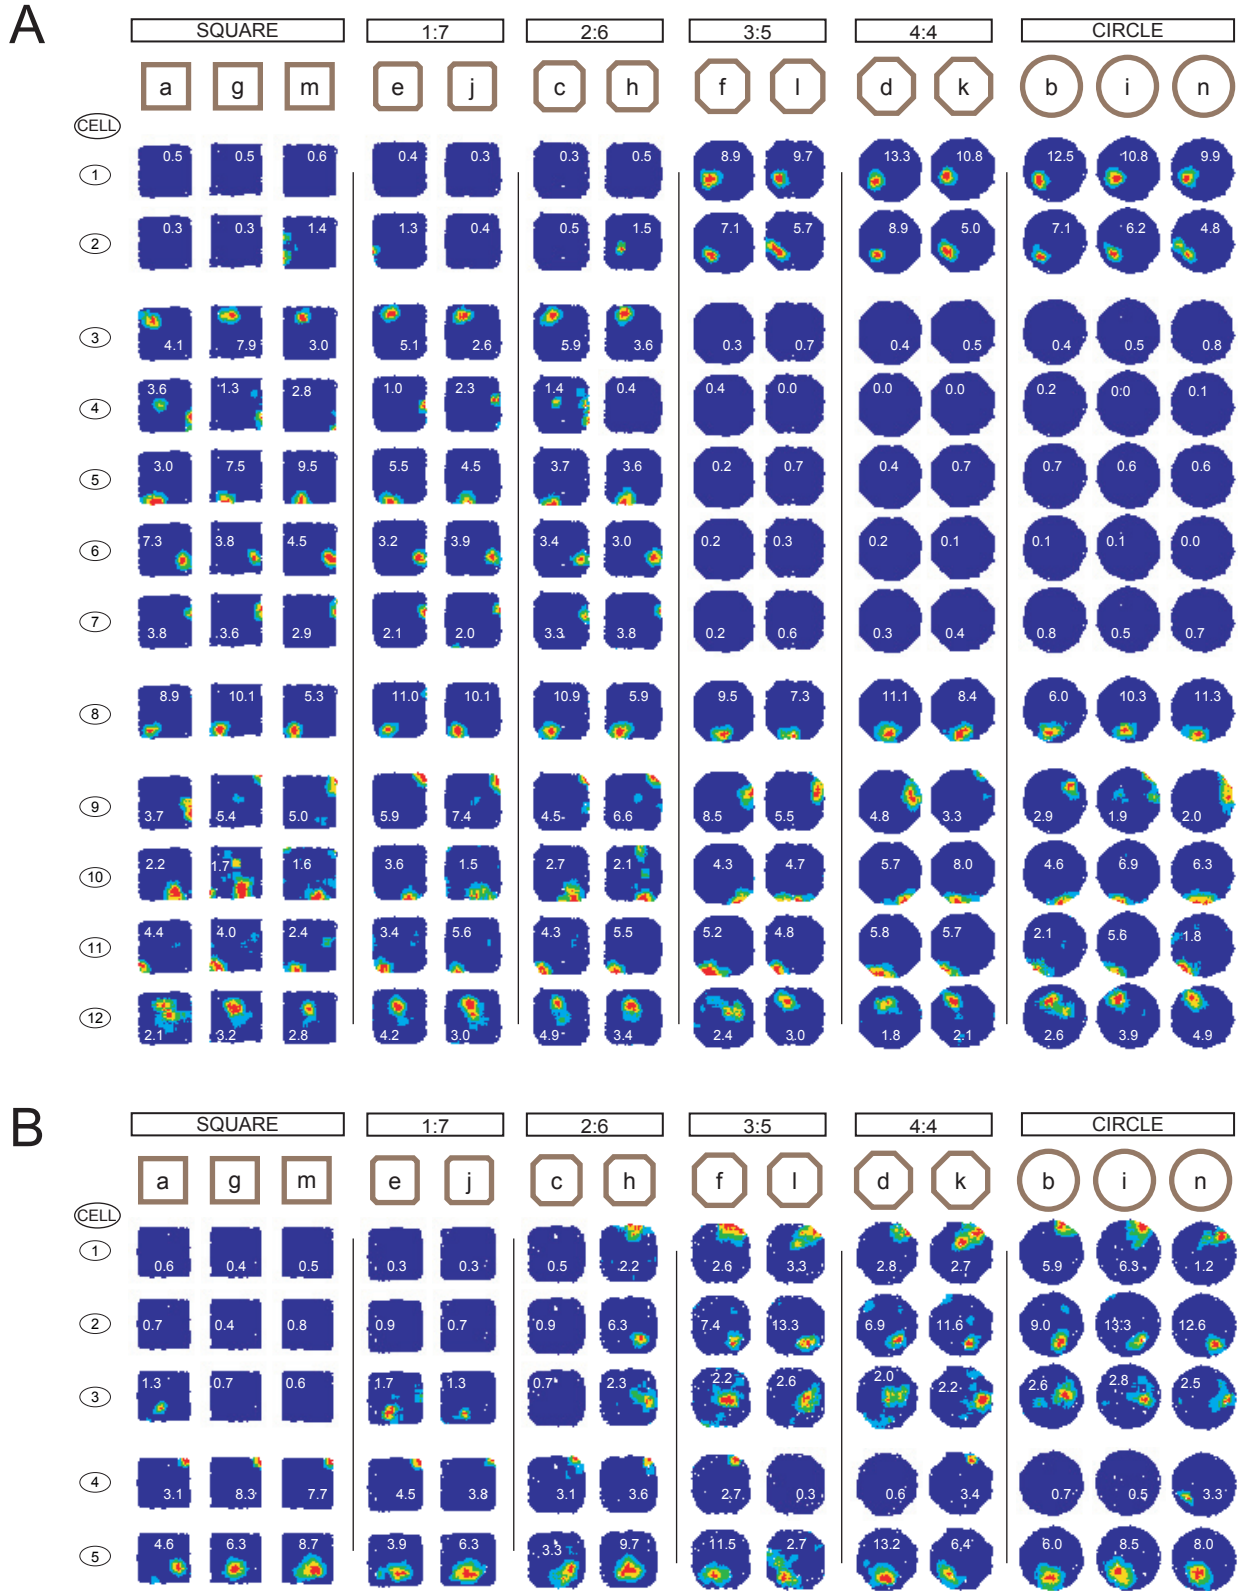 A
SQUARE 1:7 2:6 3:5 4:4 CIRCLE
a g m e j c h f l d k b i n
CELL
1 0.5 0.5 0.6 0.4 0.3 0.3 0.5 8.9 9.7 13.3 10.8 12.5 10.8 9.9
2 0.3 0.3 1.4 1.3 0.4 0.5 1.5 7.1 5.7 8.9 5.0 7.1 6.2 4.8
3 4.1 7.9 3.0 5.1 2.6 5.9 3.6 0.3 0.7 0.4 0.5 0.4 0.5 0.8
4 3.6 1.3 2.8 1.0 2.3 1.4 0.4 0.4 0.0 0.0 0.0 0.2 0.0 0.1
5 3.0 7.5 9.5 5.5 4.5 3.7 3.6 0.2 0.7 0.4 0.7 0.7 0.6 0.6
6 7.3 3.8 4.5 3.2 3.9 3.4 3.0 0.2 0.3 0.2 0.1 0.1 0.1 0.0
7 3.8 3.6 2.9 2.1 2.0 3.3 3.8 0.2 0.6 0.3 0.4 0.8 0.5 0.7
8 8.9 10.1 5.3 11.0 10.1 10.9 5.9 9.5 7.3 11.1 8.4 6.0 10.3 11.3
9 3.7 5.4 5.0 5.9 7.4 4.5 6.6 8.5 5.5 4.8 3.3 2.9 1.9 2.0
10 2.2 1.7 1.6 3.6 1.5 2.7 2.1 4.3 4.7 5.7 8.0 4.6 6.9 6.3
11 4.4 4.0 2.4 3.4 5.6 4.3 5.5 5.2 4.8 5.8 5.7 2.1 5.6 1.8
12 2.1 3.2 2.8 4.2 3.0 4.9 3.4 2.4 3.0 1.8 2.1 2.6 3.9 4.9
B
SQUARE 1:7 2:6 3:5 4:4 CIRCLE
a g m e j c h f l d k b i n
CELL
1 0.6 0.4 0.5 0.3 0.3 0.5 2.2 2.6 3.3 2.8 2.7 5.9 6.3 1.2
2 0.7 0.4 0.8 0.9 0.7 0.9 6.3 7.4 13.3 6.9 11.6 9.0 13.3 12.6
3 1.3 0.7 0.6 1.7 1.3 0.7 2.3 2.2 2.6 2.0 2.2 2.6 2.8 2.5
4 3.1 8.3 7.7 4.5 3.8 3.1 3.6 2.7 0.3 0.6 3.4 0.7 0.5 3.3
5 4.6 6.3 8.7 3.9 6.3 3.3 9.7 11.5 2.7 13.2 6.4 6.0 8.5 8.0